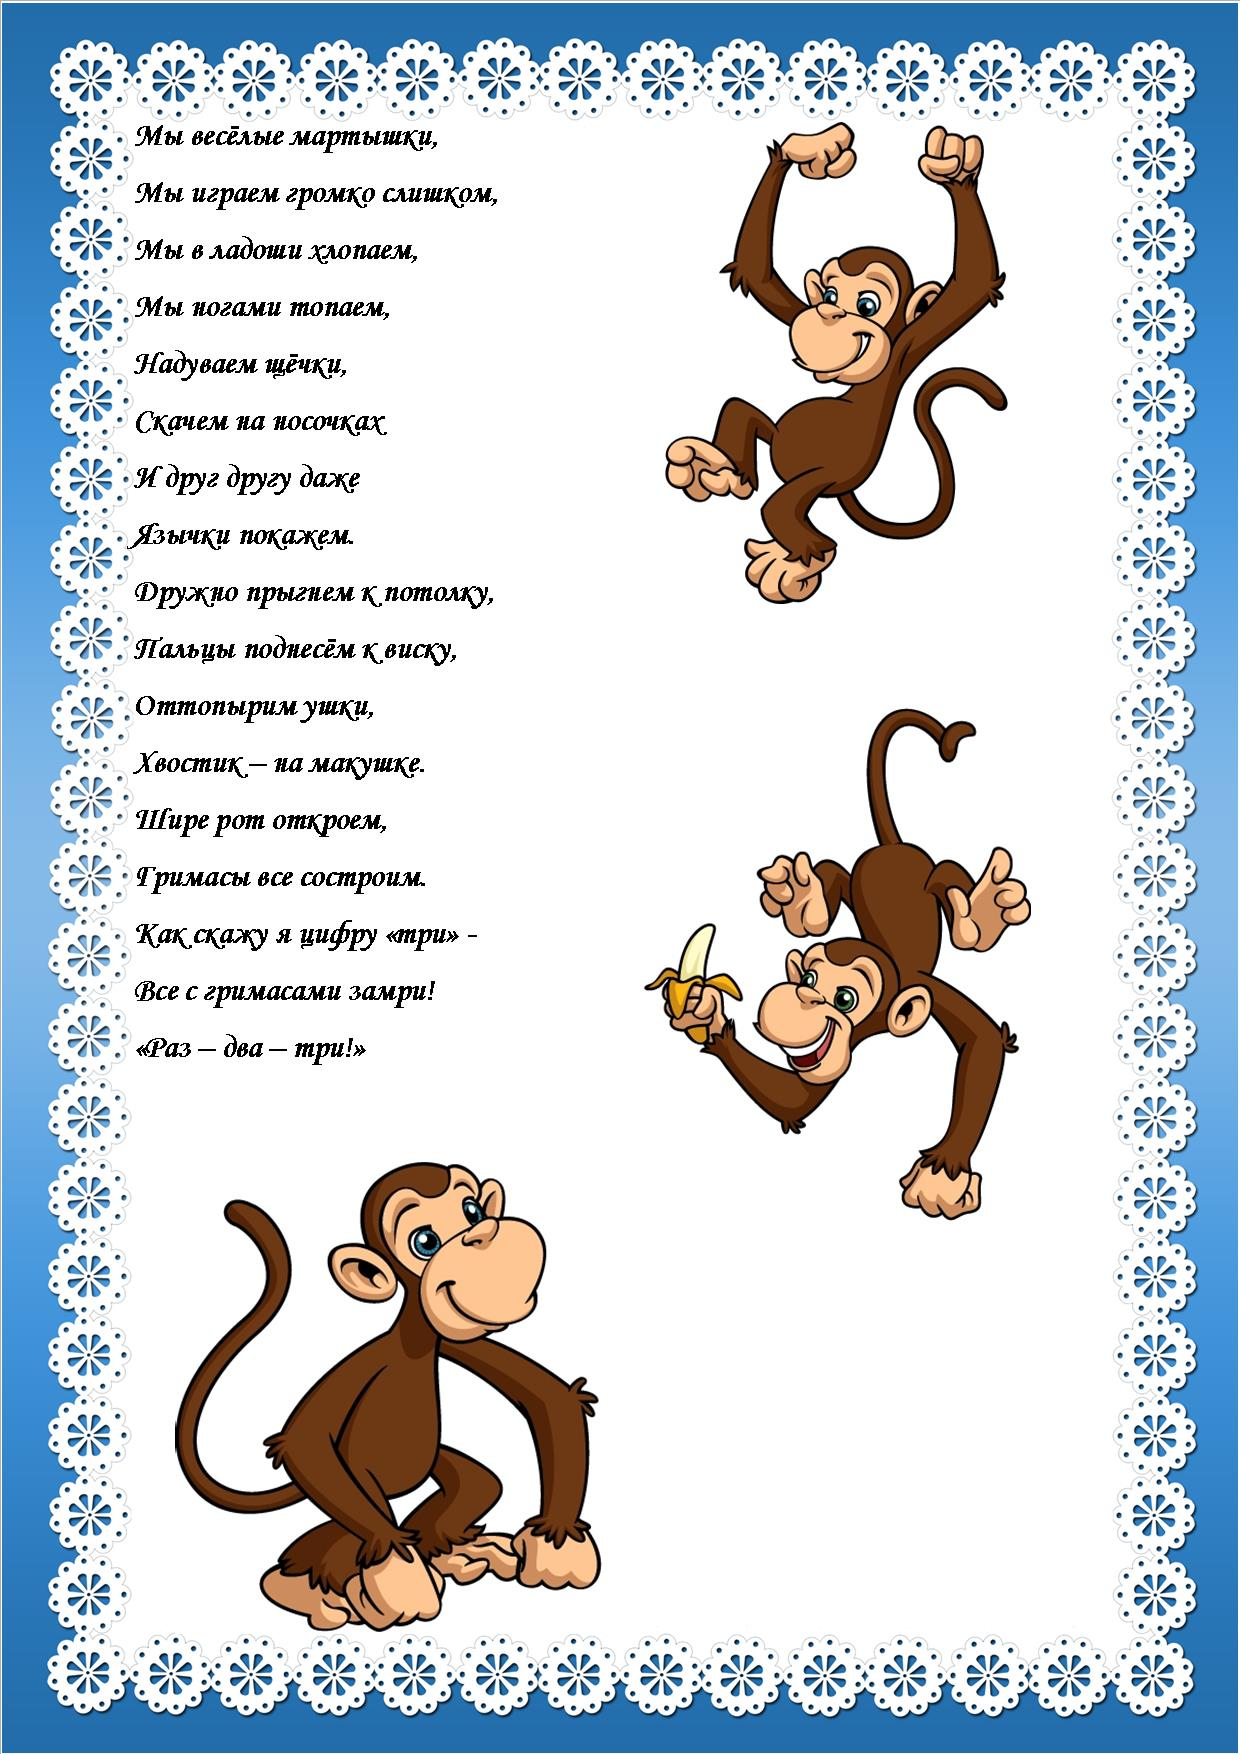 Мы весёлые мартышки,
Мы играем громко слишком,
Мы в ладоши хлопаем,
Мы ногами топаем,
Надуваем щёчки,
Скачем на носочках
И друг другу даже
Язычки покажем.
Дружно прыгнем к потолку,
Пальцы поднесём к виску,
Оттопырим ушки,
Хвостик – на макушке.
Шире рот откроем,
Гримасы все состроим.
Как скажу я цифру «три» -
Все с гримасами замри!
«Раз – два – три!»